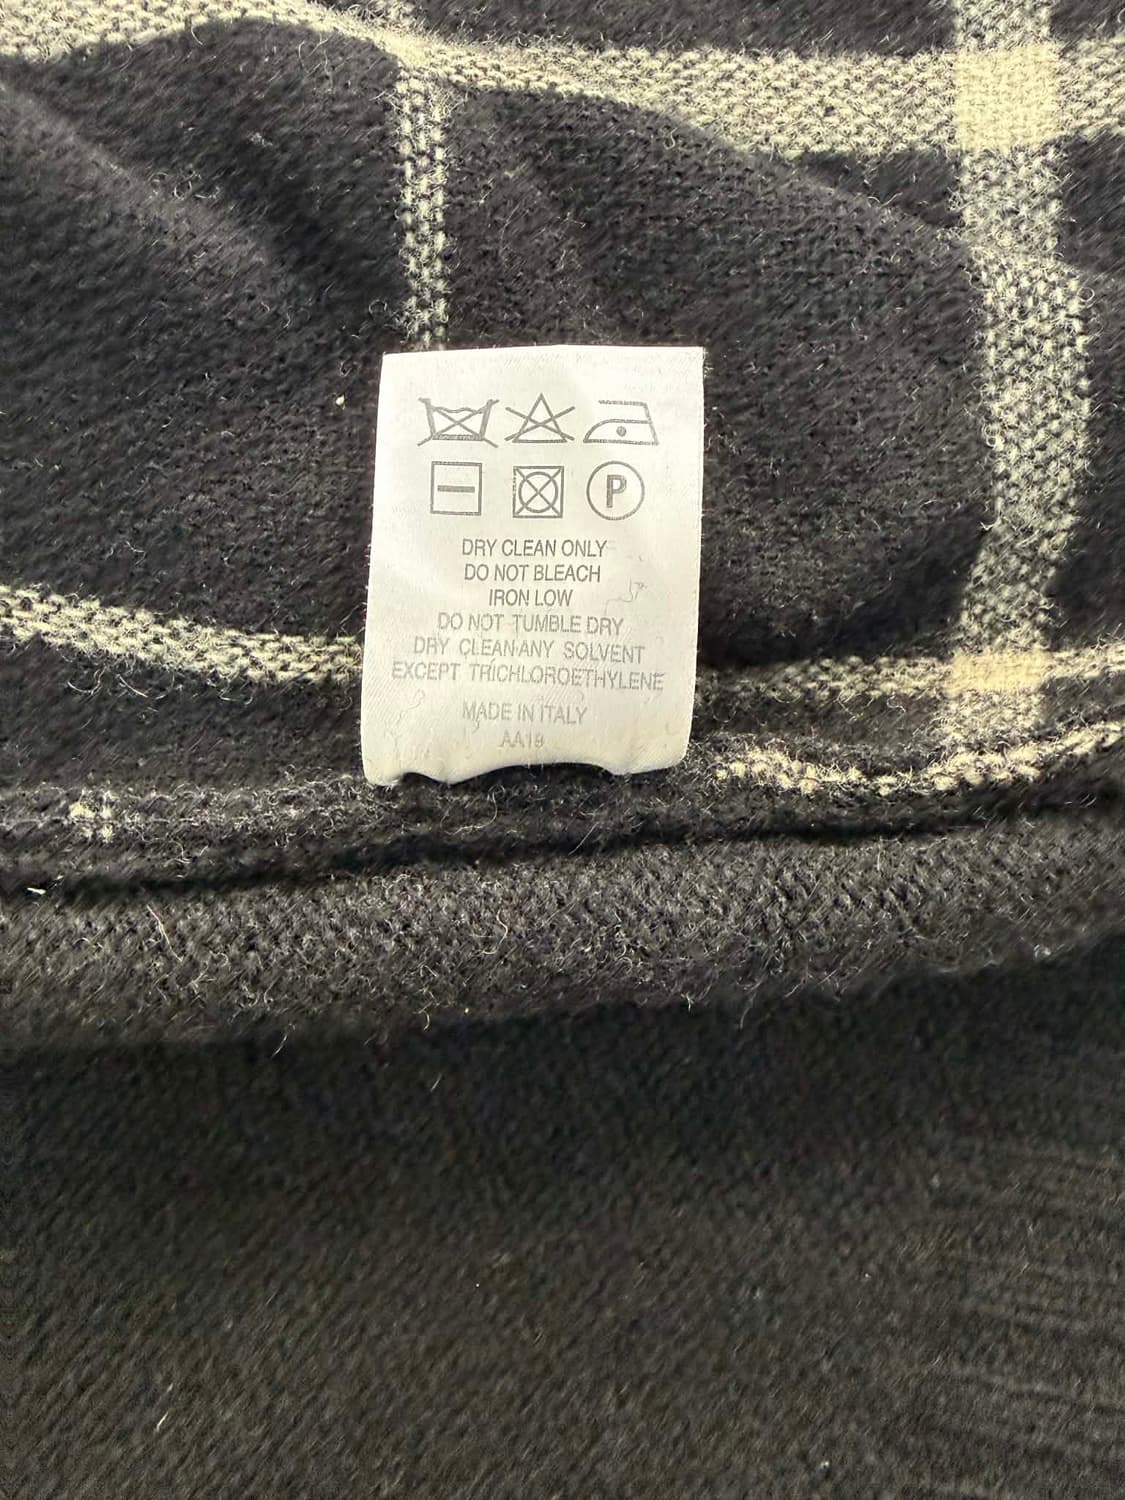 P
DRY CLEAN ONLY
DO NOT BLEACH
IRON LOW
DO NOT TUMBLE DRY
DRY CLEAN-ANY SOLVENT
EXCEPT TRICHLOROETHYLENE
MADE IN ITALY
AA19